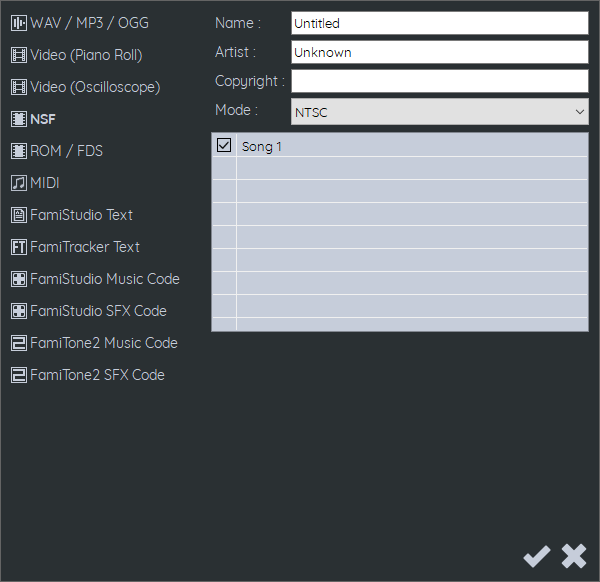 WAV / MP3 / OGG
Video (Piano Roll)
Video (Oscilloscope)
NSF
ROM / FDS
MIDI
FamiStudio Text
FT FamiTracker Text
FamiStudio Music Code
FamiStudio SFX Code
FamiTone2 Music Code
FamiTone2 SFX Code
Name : Untitled
Artist : Unknown
Copyright :
Mode : NTSC
Song 1